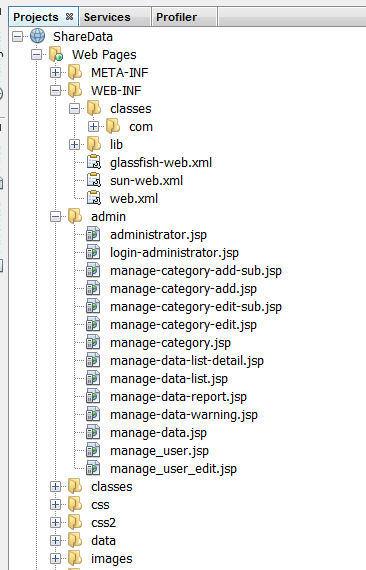 Projects Services Profiler
ShareData
Web Pages
META-INF
WEB-INF
classes
com
lib
glassfish-web.xml
sun-web.xml
web.xml
admin
administrator.jsp
login-administrator.jsp
manage-category-add-sub.jsp
manage-category-add.jsp
manage-category-edit-sub.jsp
manage-category-edit.jsp
manage-category.jsp
manage-data-list-detail.jsp
manage-data-list.jsp
manage-data-report.jsp
manage-data-warning.jsp
manage-data.jsp
manage_user.jsp
manage_user_edit.jsp
classes
css
css2
data
images